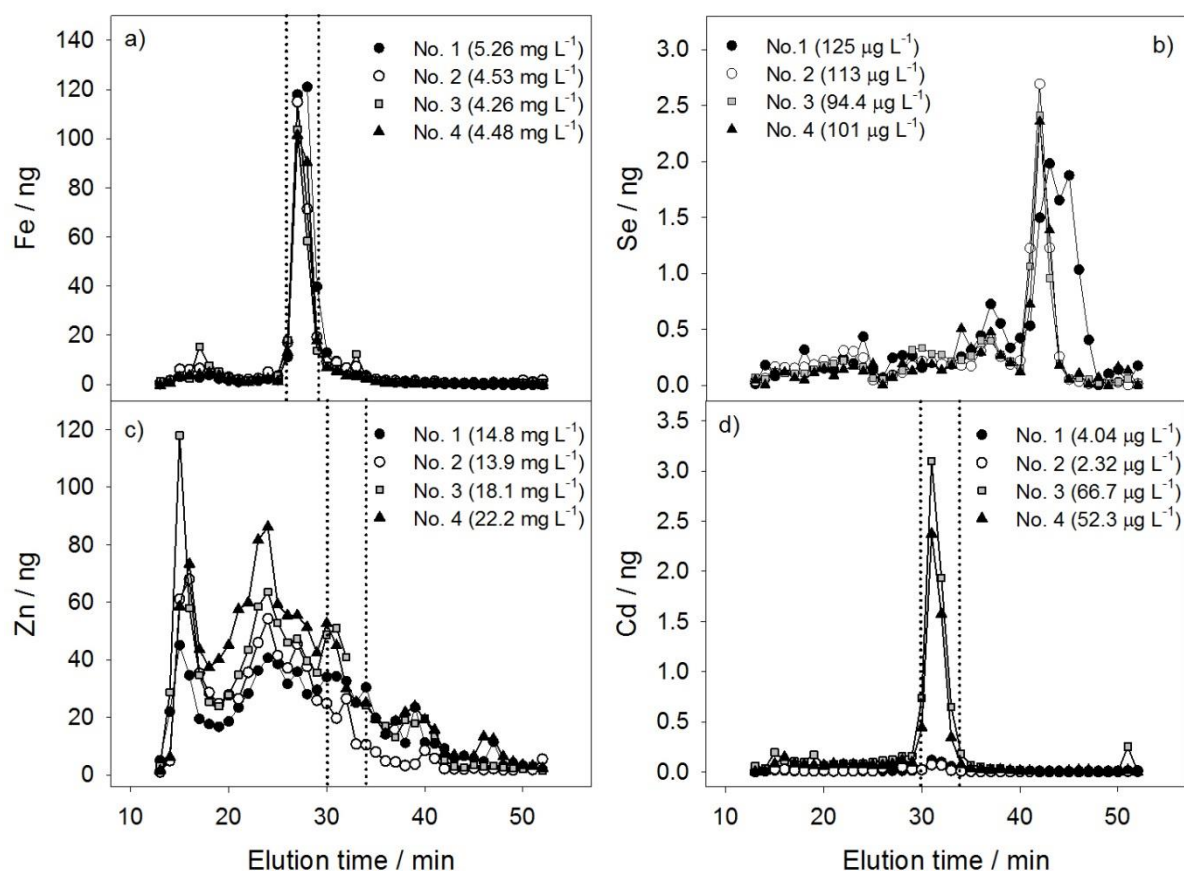 a)
No. 1 (5.26 mg L⁻¹)
No. 2 (4.53 mg L⁻¹)
No. 3 (4.26 mg L⁻¹)
No. 4 (4.48 mg L⁻¹)
140
120
100
80
60
40
20
0
Fe / ng
b)
No.1 (125 µg L⁻¹)
No. 2 (113 µg L⁻¹)
No. 3 (94.4 µg L⁻¹)
No. 4 (101 µg L⁻¹)
3.0
2.5
2.0
1.5
1.0
0.5
0.0
Se / ng
c)
No. 1 (14.8 mg L⁻¹)
No. 2 (13.9 mg L⁻¹)
No. 3 (18.1 mg L⁻¹)
No. 4 (22.2 mg L⁻¹)
120
100
80
60
40
20
0
Zn / ng
10 20 30 40 50
Elution time / min
d)
No. 1 (4.04 µg L⁻¹)
No. 2 (2.32 µg L⁻¹)
No. 3 (66.7 µg L⁻¹)
No. 4 (52.3 µg L⁻¹)
3.5
3.0
2.5
2.0
1.5
1.0
0.5
0.0
Cd / ng
10 20 30 40 50
Elution time / min